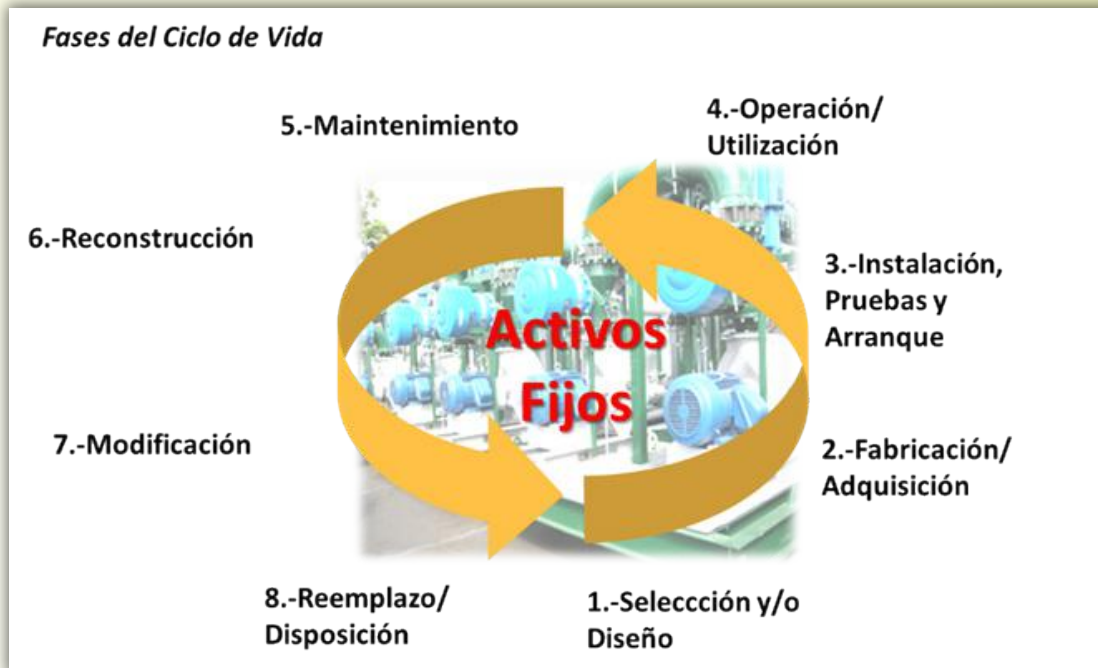 Fases del Ciclo de Vida
4.-Operación/
Utilización
5.-Maintenimiento
6.-Reconstrucción
3.-Instalación,
Pruebas y
Arranque
Activos
Fijos
7.-Modificación
2.-Fabricación/
Adquisición
8.-Reemplazo/
Disposición
1.-Seleccción y/o
Diseño